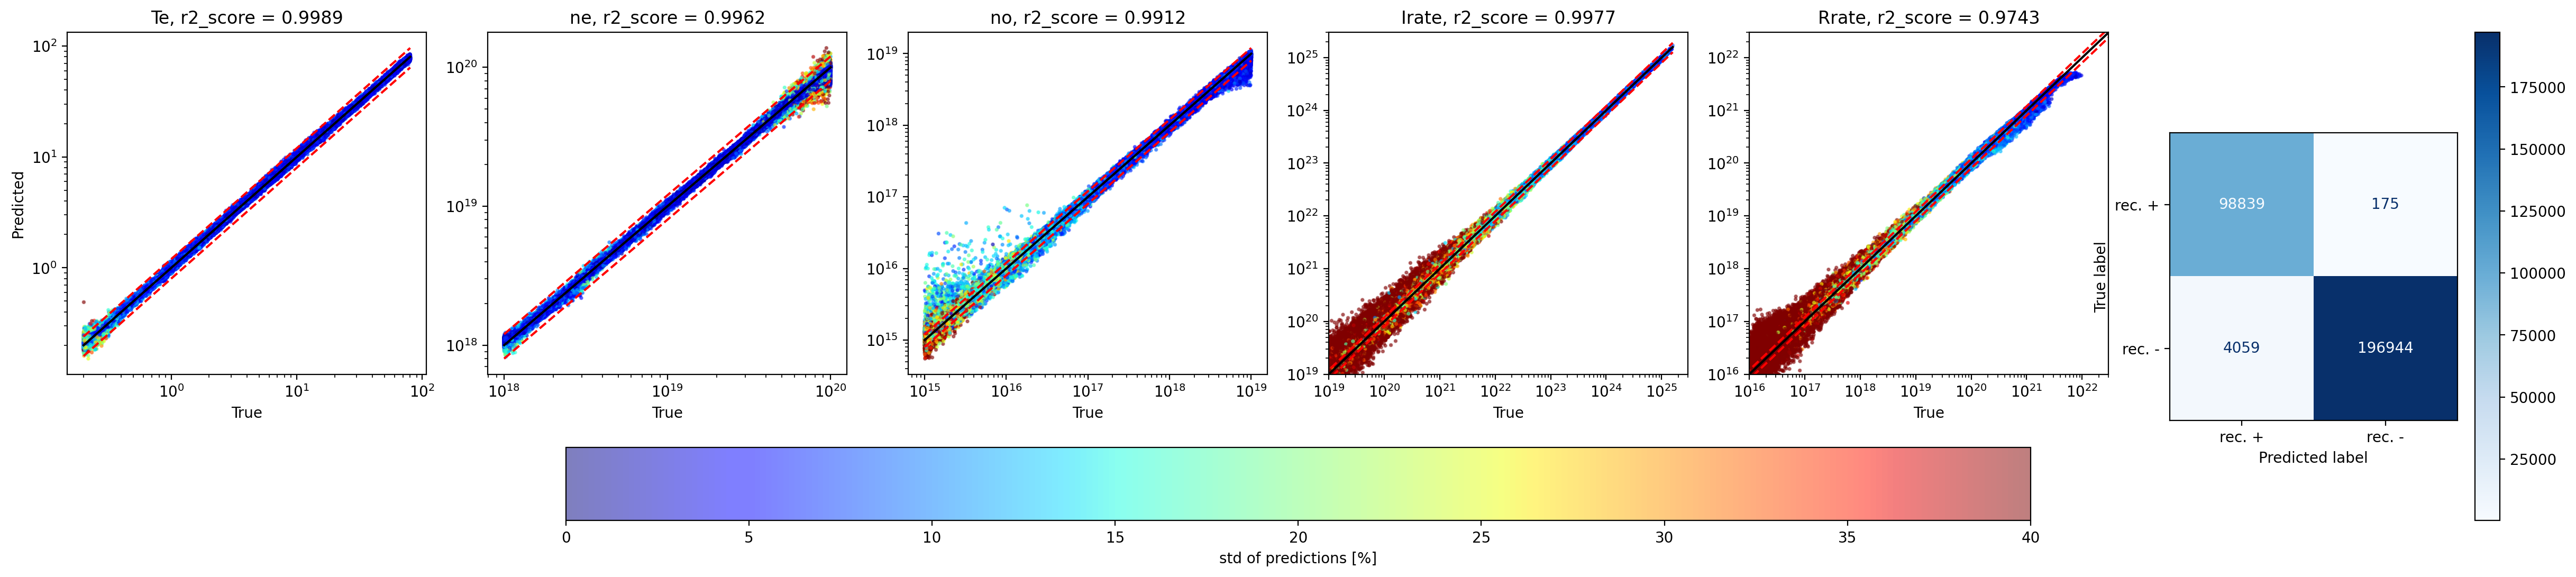 Te, r2_score = 0.9989
10²
10¹
10⁰
Predicted
10⁰ 10¹ 10²
True
ne, r2_score = 0.9962
10²⁰
10¹⁹
10¹⁸
10¹⁸ 10¹⁹ 10²⁰
True
no, r2_score = 0.9912
10¹⁹
10¹⁸
10¹⁷
10¹⁶
10¹⁵
10¹⁵ 10¹⁶ 10¹⁷ 10¹⁸ 10¹⁹
True
Irate, r2_score = 0.9977
10²⁵
10²⁴
10²³
10²²
10²¹
10²⁰
10¹⁹
10¹⁹ 10²⁰ 10²¹ 10²² 10²³ 10²⁴ 10²⁵
True
Rrate, r2_score = 0.9743
10²²
10²¹
10²⁰
10¹⁹
10¹⁸
10¹⁷
10¹⁶
10¹⁶ 10¹⁷ 10¹⁸ 10¹⁹ 10²⁰ 10²¹ 10²²
True
True label
rec. + 98839 175
rec. - 4059 196944
rec. + rec. -
Predicted label
175000
150000
125000
100000
75000
50000
25000
0 5 10 15 20 25 30 35 40
std of predictions [%]